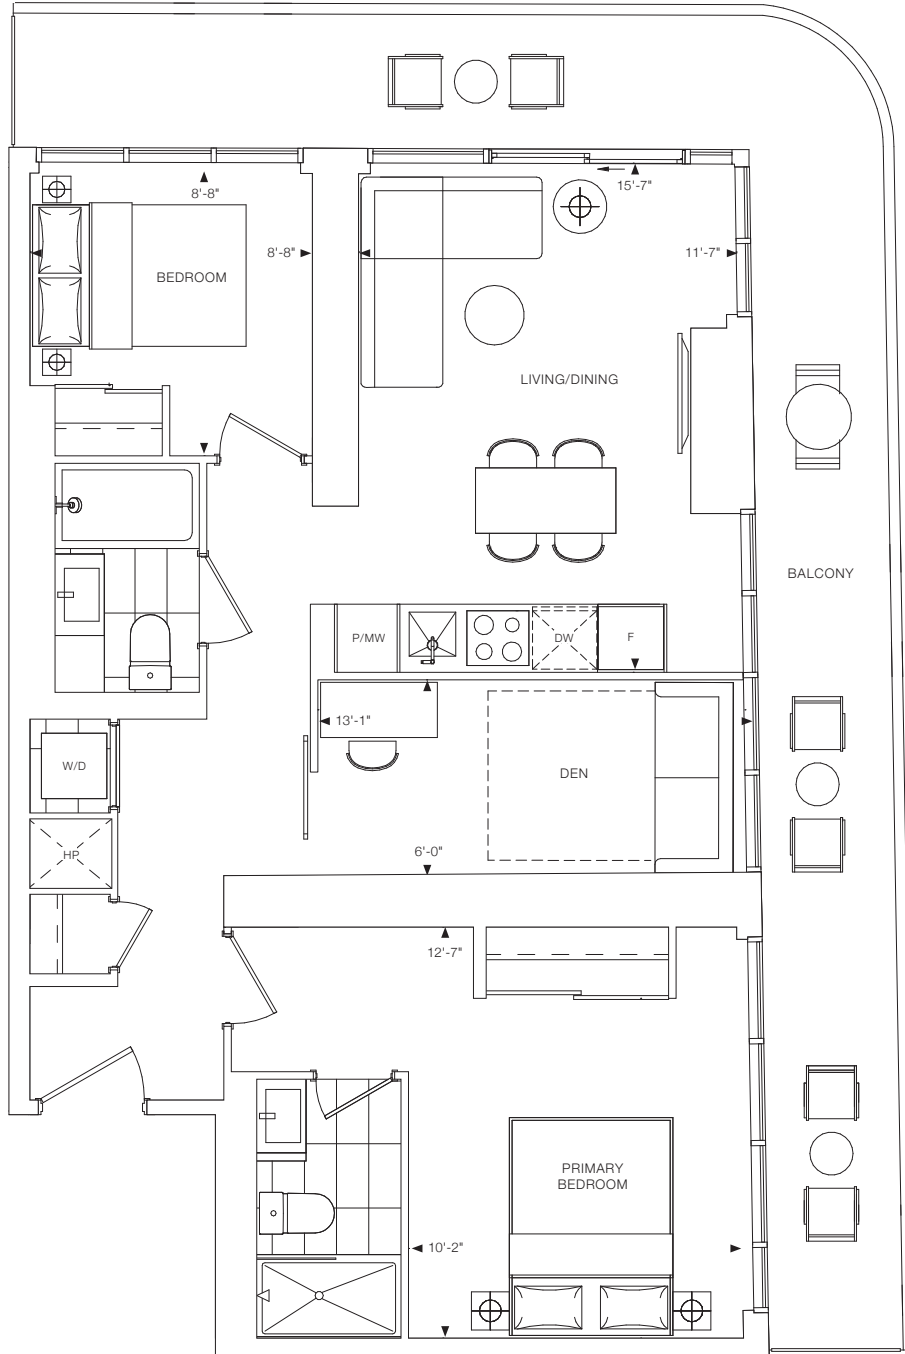 8'-8"
15'-7"
8'-8"
11'-7"
BEDROOM
LIVING/DINING
BALCONY
P/MW
DW
F
13'-1"
W/D
DEN
6'-0"
HP
12'-7"
PRIMARY
BEDROOM
10'-2"